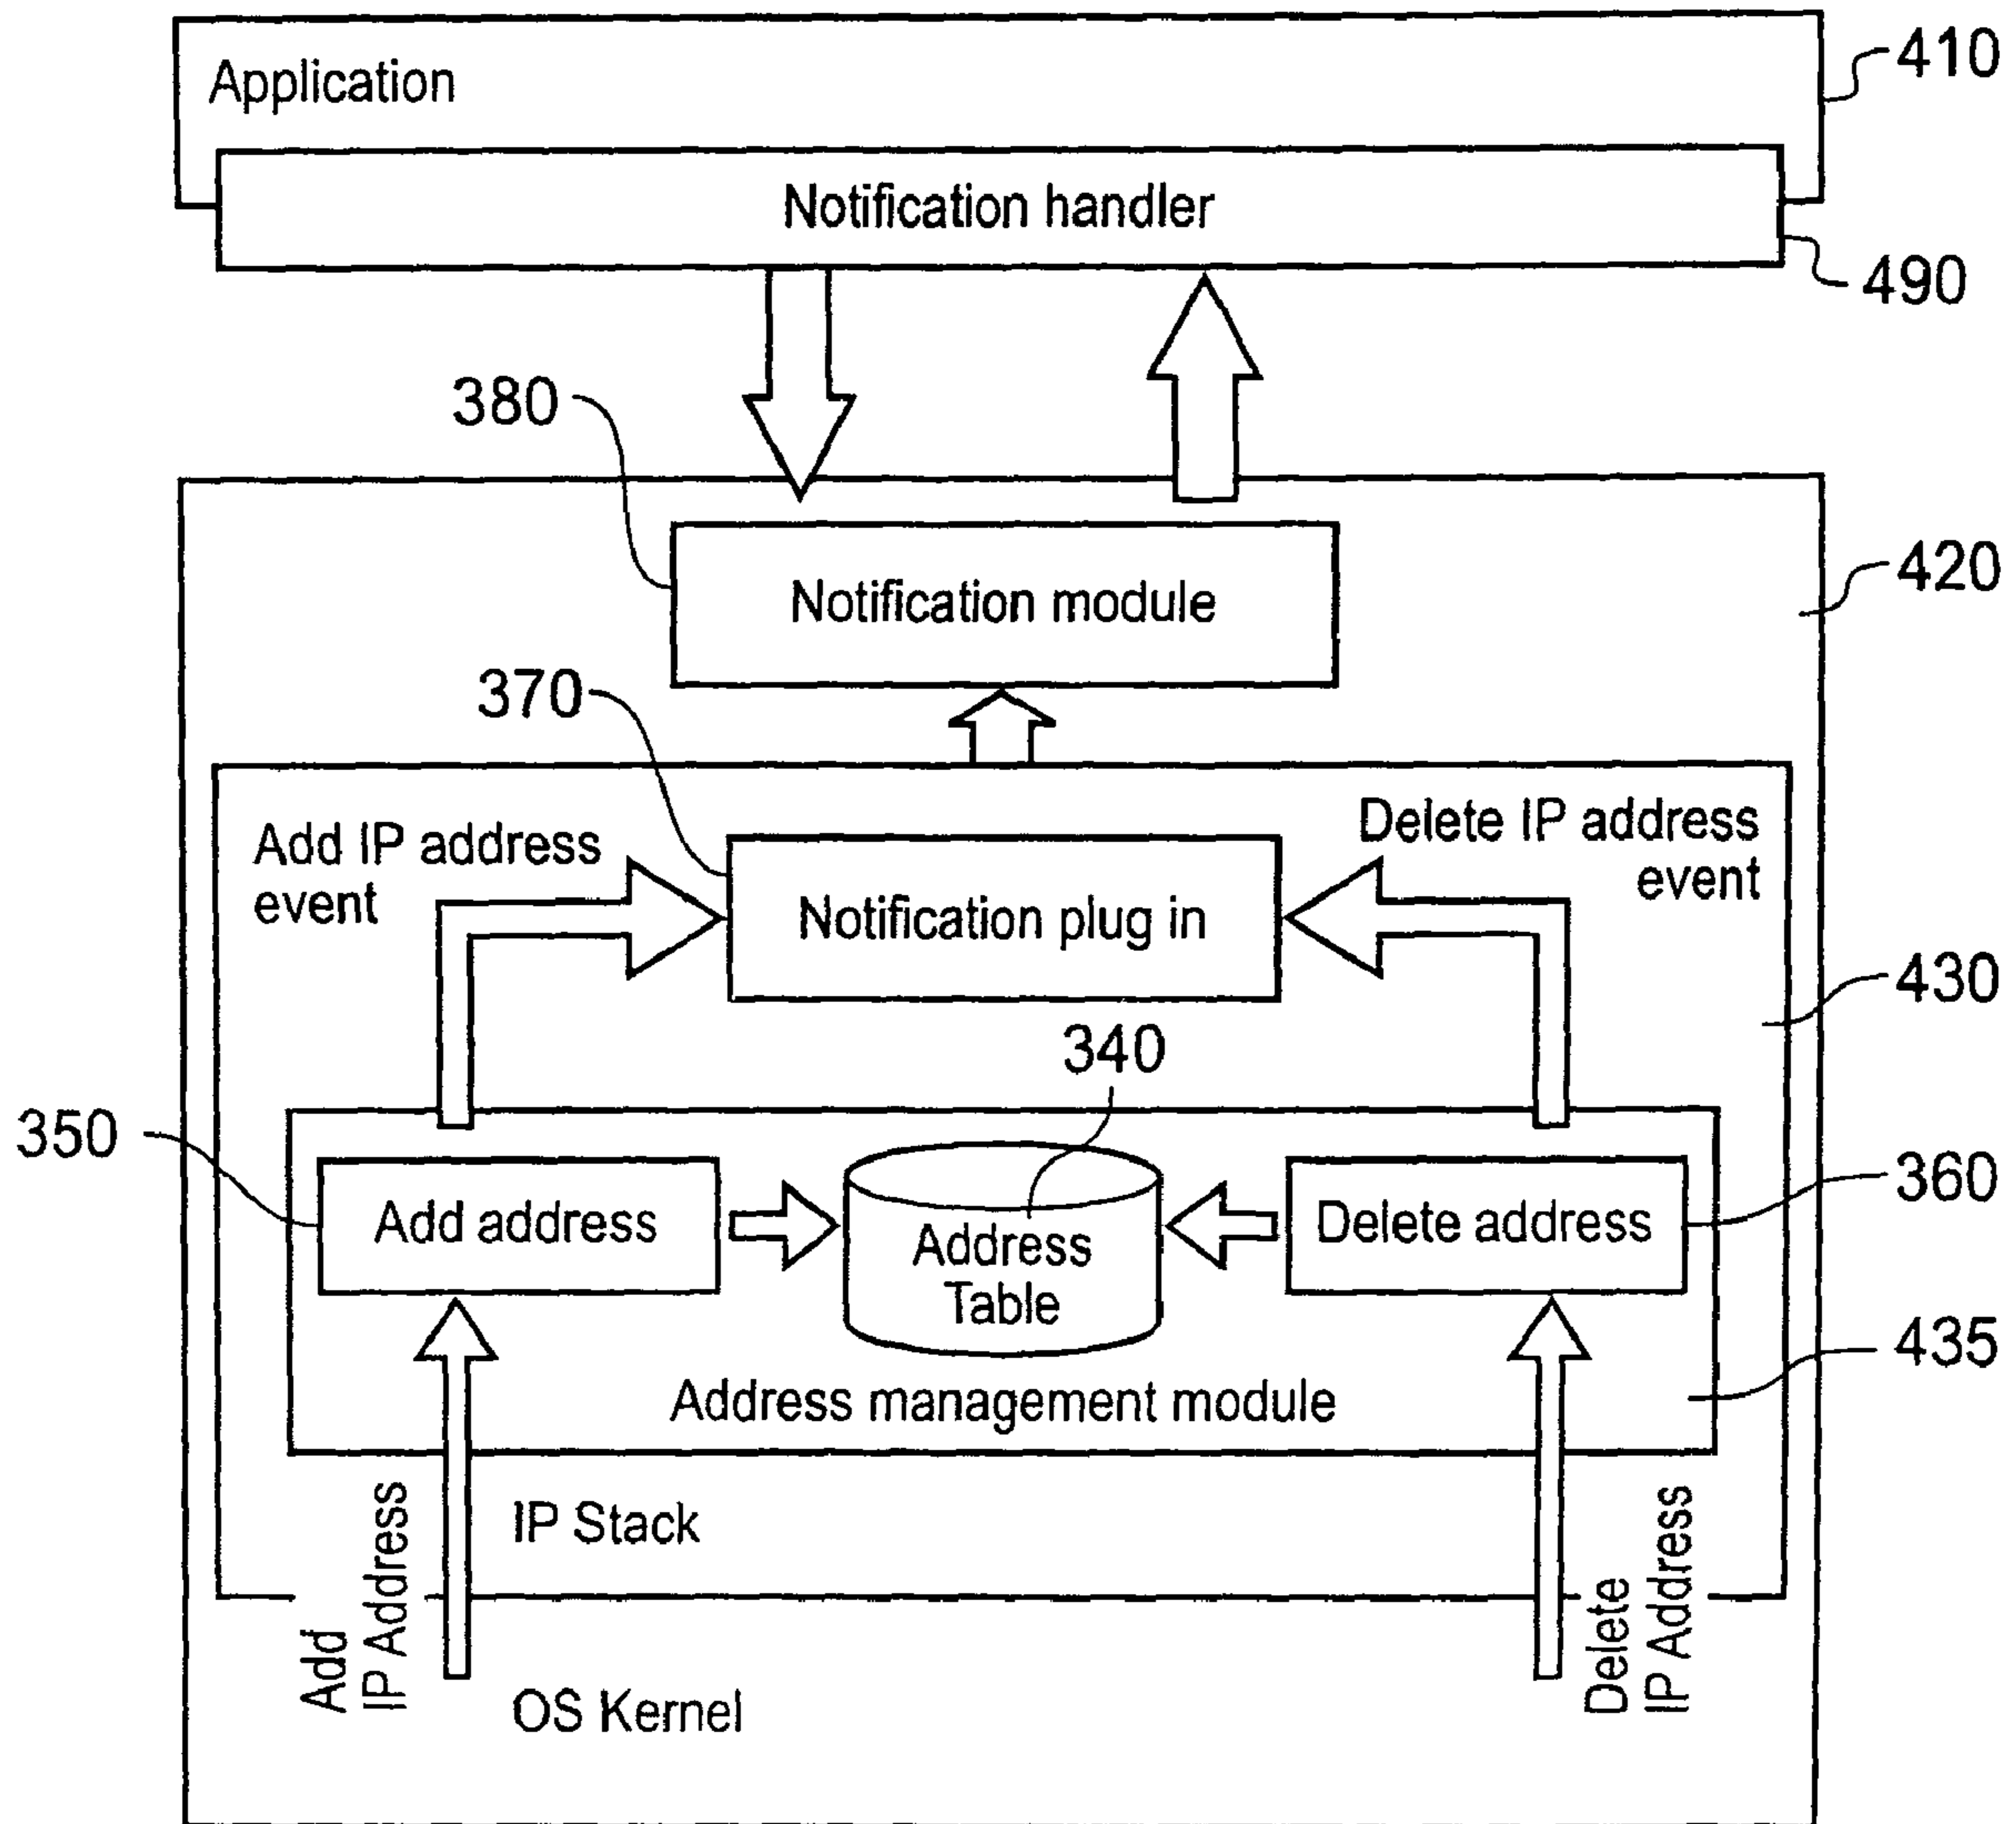 Application
410
Notification handler
490
380
Notification module
420
370
Add IP address
event
Delete IP address
event
Notification plug in
430
340
350
Add address
Address
Table
Delete address
360
435
Address management module
IP Stack
Add
IP Address
Delete
IP Address
OS Kernel